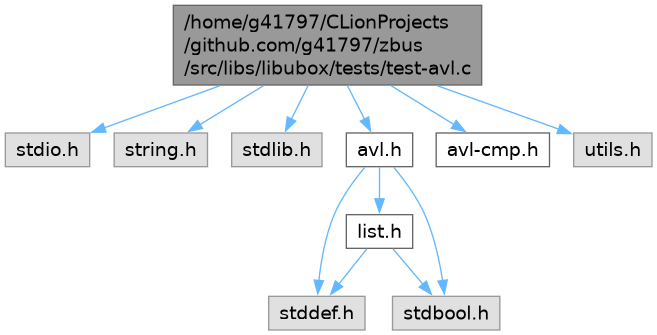 /home/g41797/CLionProjects
/github.com/g41797/zbus
/src/libs/libubox/tests/test-avl.c
stdio.h
string.h
stdlib.h
avl.h
avl-cmp.h
utils.h
list.h
stddef.h
stdbool.h